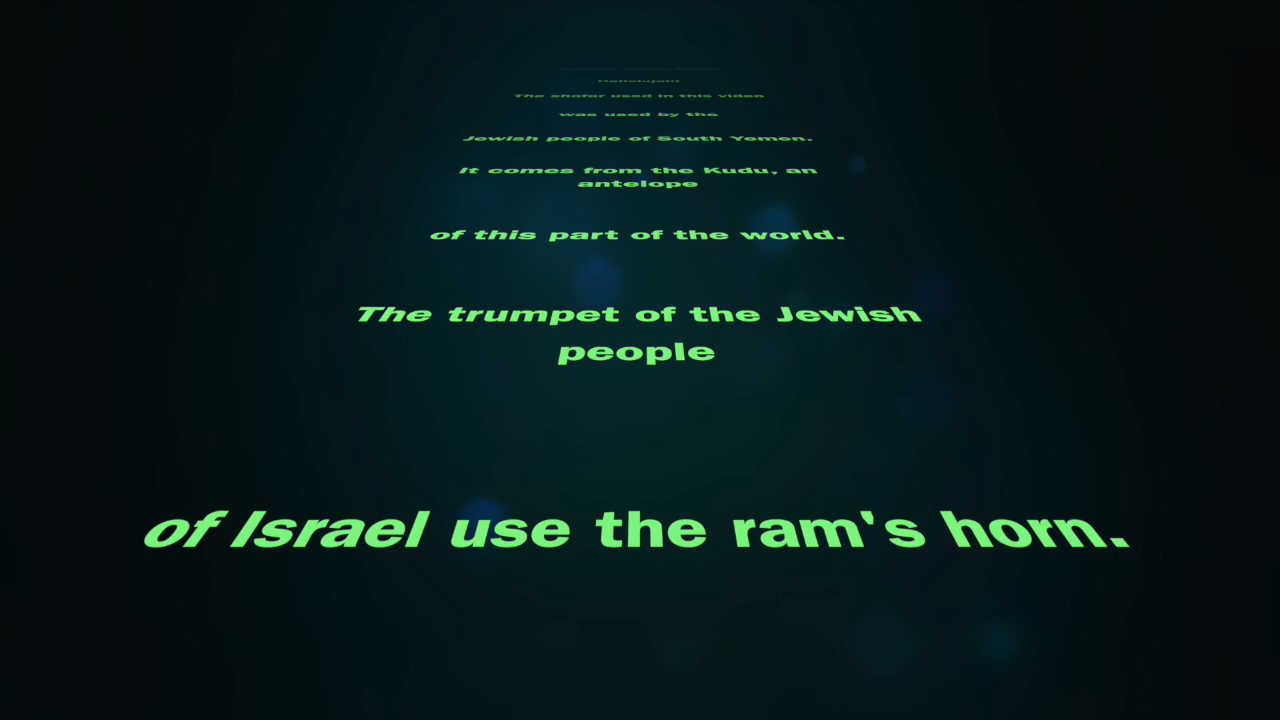 Hallelujah!
The shofar used in this video
was used by the
Jewish people of South Yemen.
It comes from the Kudu, an
antelope
of this part of the world.
The trumpet of the Jewish
people
of Israel use the ram's horn.